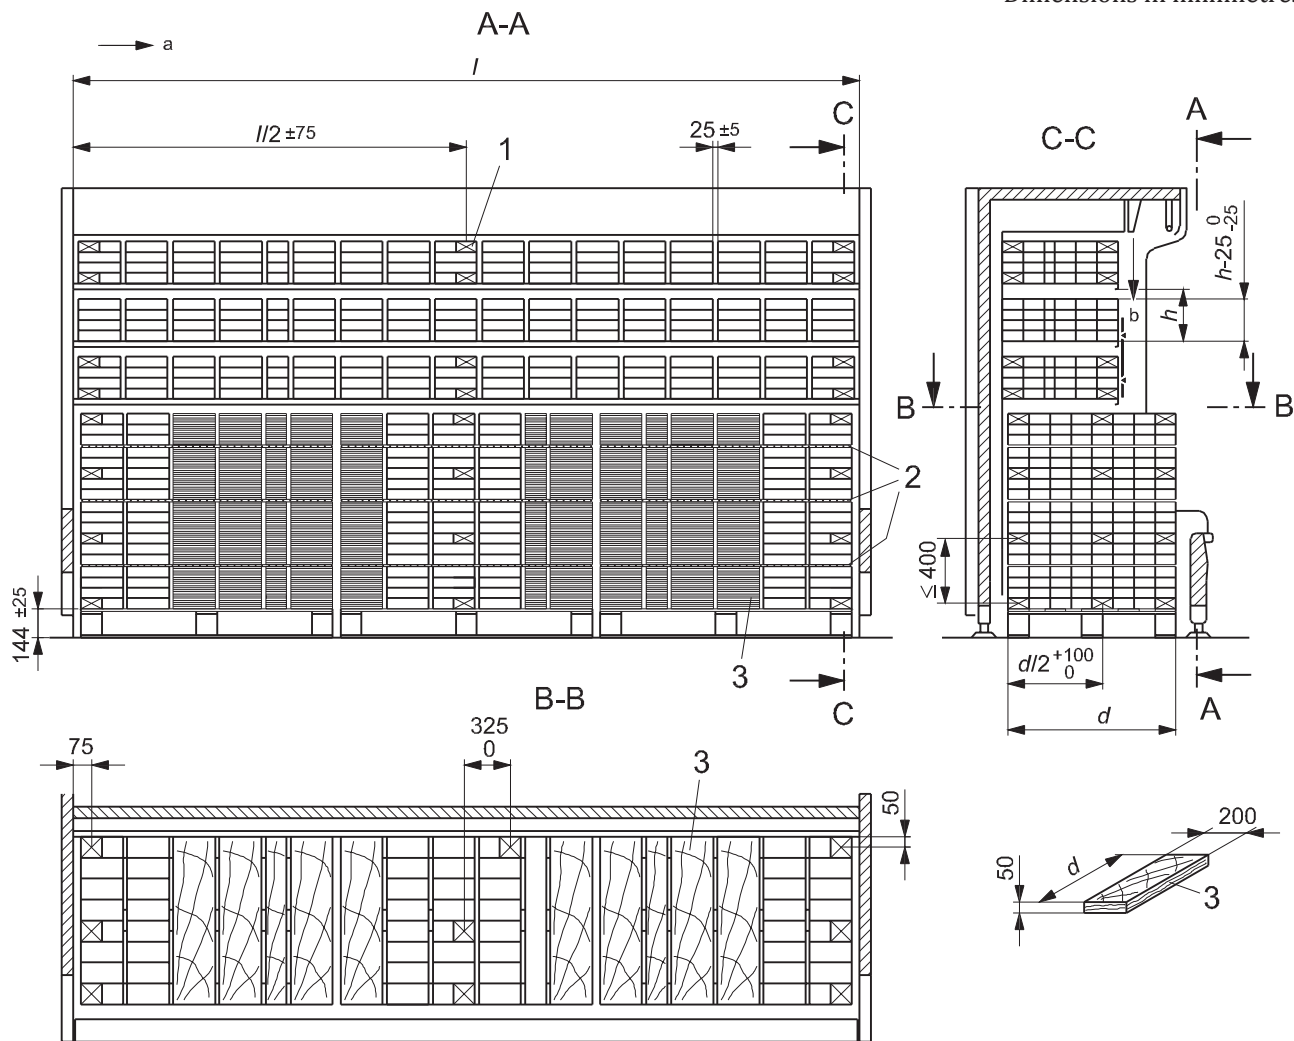 Dimensions in millimetres
A-A
a
l
l/2 ±75
1
25 ±5
C
C-C
A
h-25 0 -25
b
h
B
B
2
≤ 400
144 ±25
3
C
d/2 +100 0
d
A
B-B
75
325 0
3
50
200
50
d
3